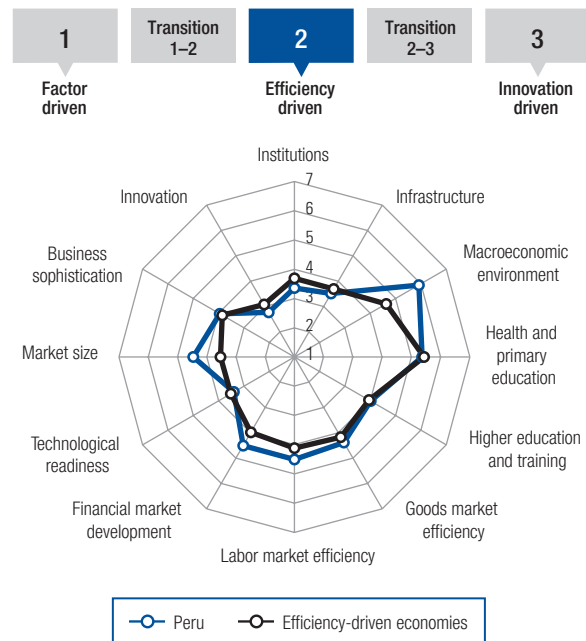 1
Transition
1–2
2
Transition
2–3
3
Factor
driven
Efficiency
driven
Innovation
driven
Institutions
Infrastructure
Macroeconomic
environment
Health and
primary
education
Higher education
and training
Goods market
efficiency
Labor market efficiency
Financial market
development
Technological
readiness
Market size
Business
sophistication
Innovation
7
6
5
4
3
2
1
Peru
Efficiency-driven economies